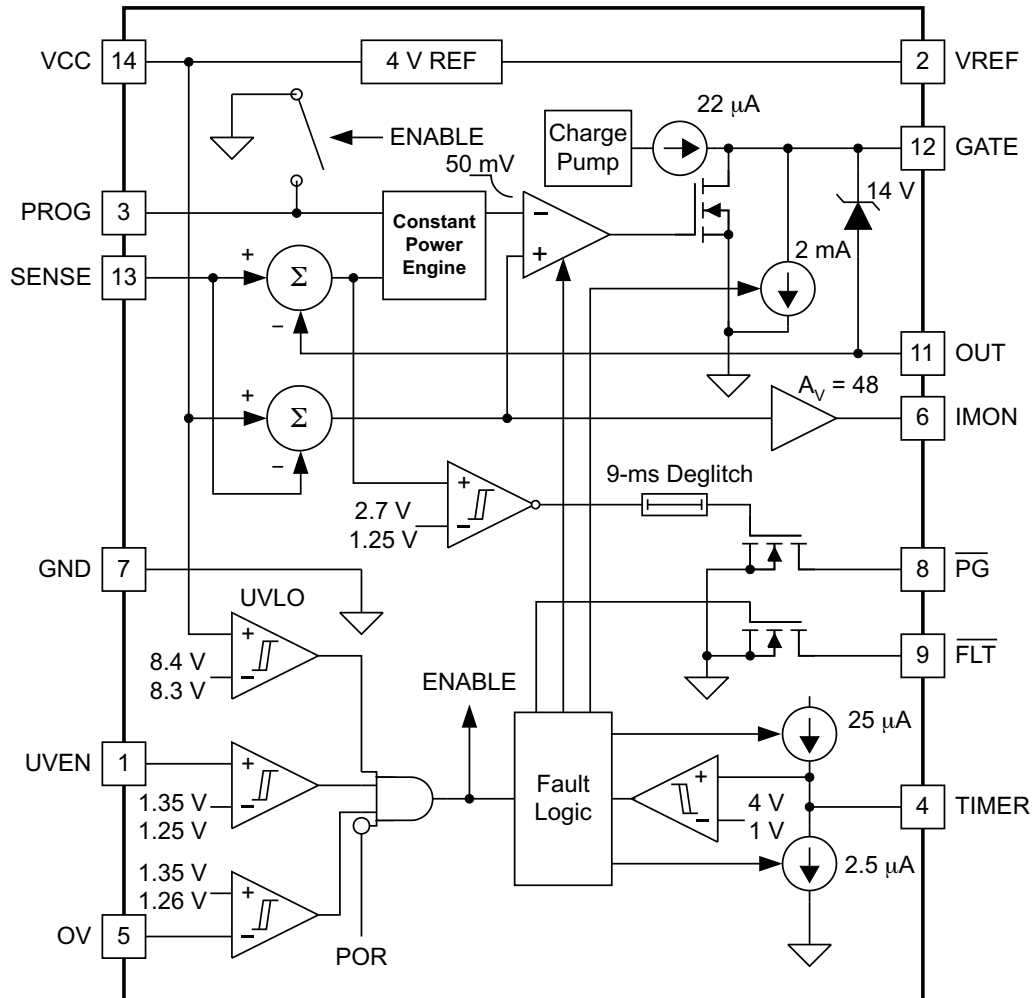 VCC 14 4 V REF 2 VREF
22 μA
ENABLE
Charge
Pump
12 GATE
50 mV
14 V
PROG 3
−
+
Constant
Power
Engine
2 mA
SENSE 13
+
Σ
−
11 OUT
A_V = 48
+
Σ
−
6 IMON
9-ms Deglitch
+
−
2.7 V
1.25 V
GND 7
8 PG
UVLO
+
−
8.4 V
8.3 V
9 FLT
ENABLE
25 μA
UVEN 1
+
−
1.35 V
1.25 V
Fault
Logic
+
−
4 V
1 V
4 TIMER
1.35 V
1.26 V
+
−
2.5 μA
OV 5
POR